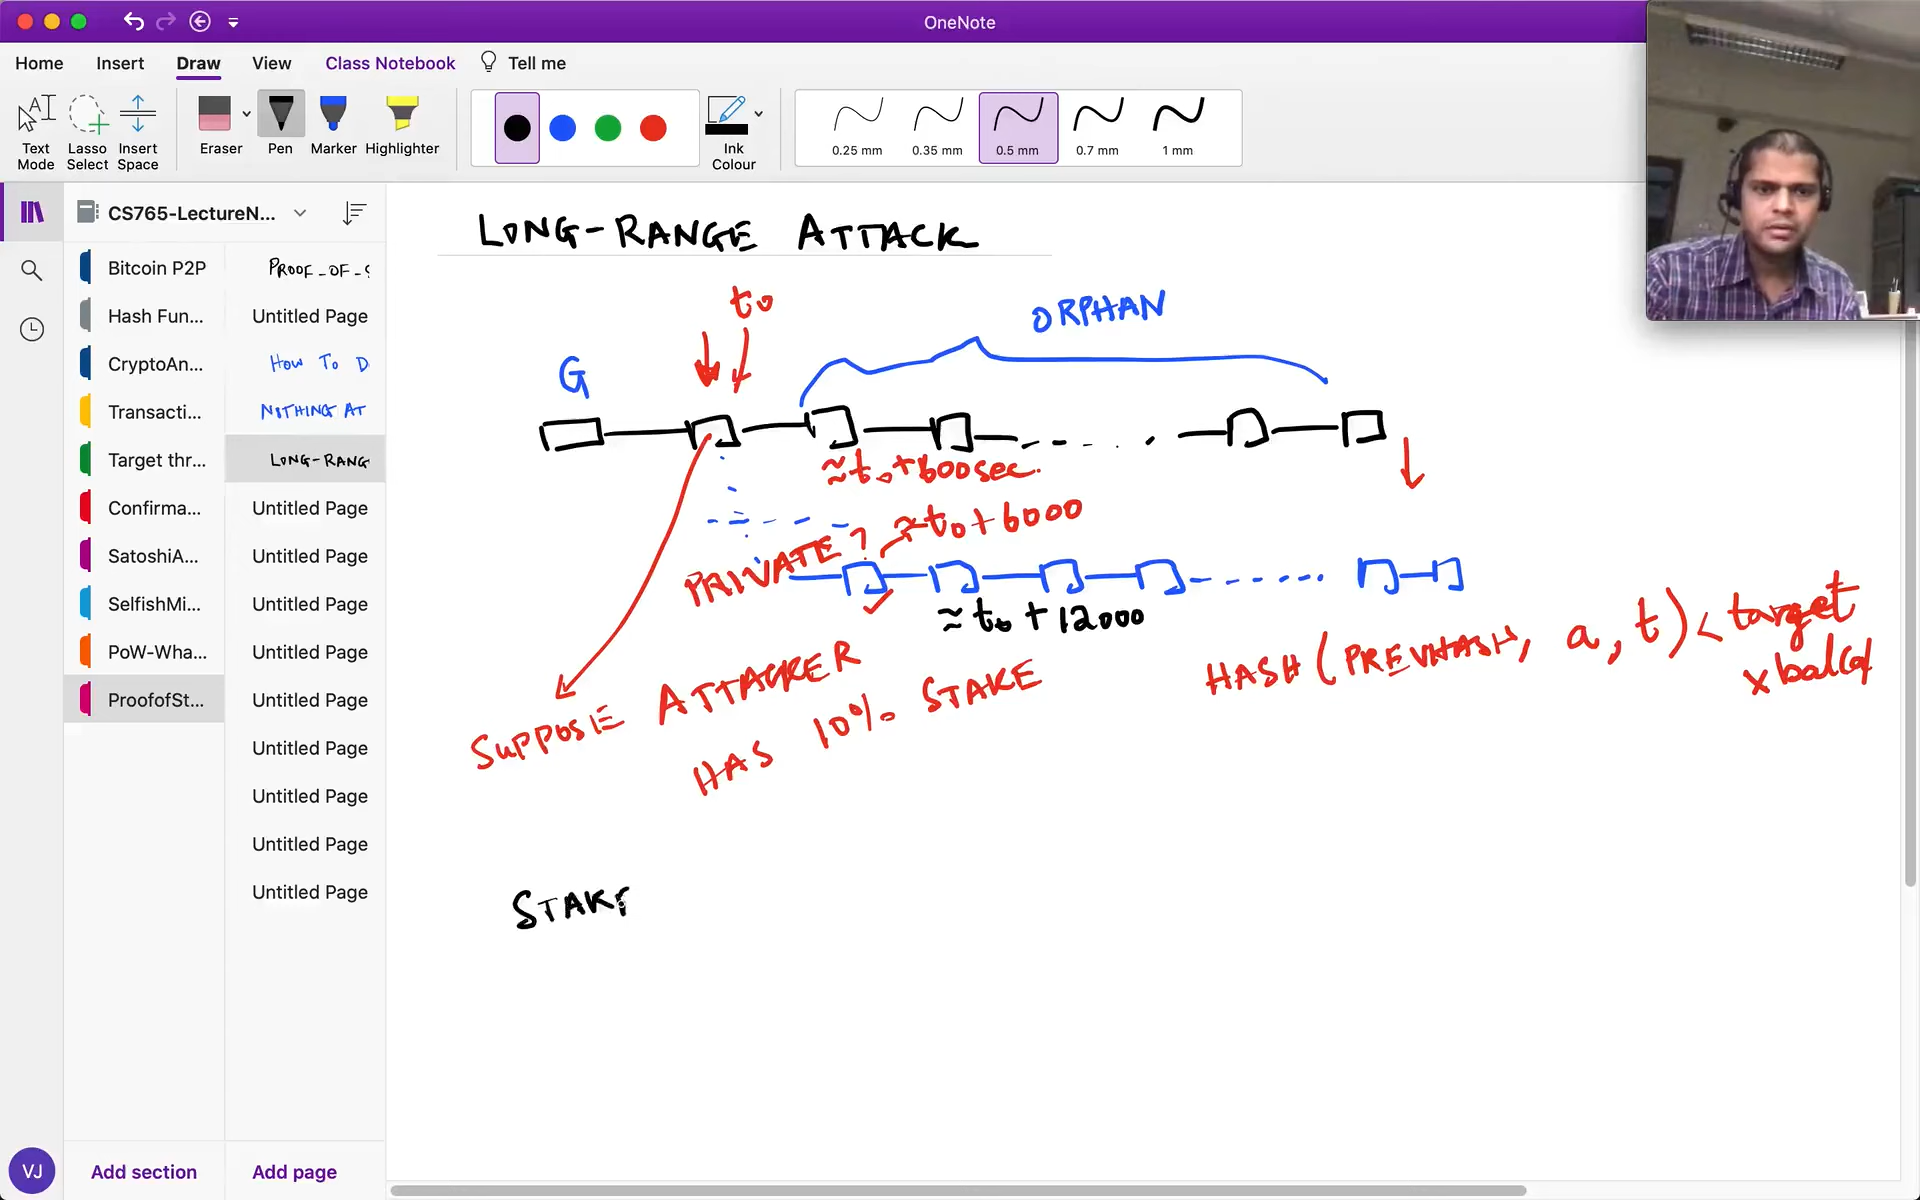 OneNote
Home Insert Draw View Class Notebook Tell me
Text Mode
Lasso Select
Insert Space
Eraser
Pen
Marker
Highlighter
Ink Colour
0.25 mm
0.35 mm
0.5 mm
0.7 mm
1 mm
CS765-LectureN...
Bitcoin P2P
Hash Fun...
CryptoAn...
Transacti...
Target thr...
Confirma...
SatoshiA...
SelfishMi...
PoW-Wha...
ProofofSt...
PROOF_OF_S
Untitled Page
HOW TO D
NOTHING AT
LONG-RANG
Untitled Page
Untitled Page
Untitled Page
Untitled Page
Untitled Page
Untitled Page
Untitled Page
Untitled Page
Untitled Page
VJ
Add section
Add page
LONG-RANGE ATTACK
t₀
ORPHAN
G
≈t₀+600sec.
≈t₀+6000
PRIVATE?
≈ t₀ + 12000
SUPPOSE ATTACKER
HAS 10% STAKE
HASH(PREVHASH, a, t) < target
x bal(a)
STAKE